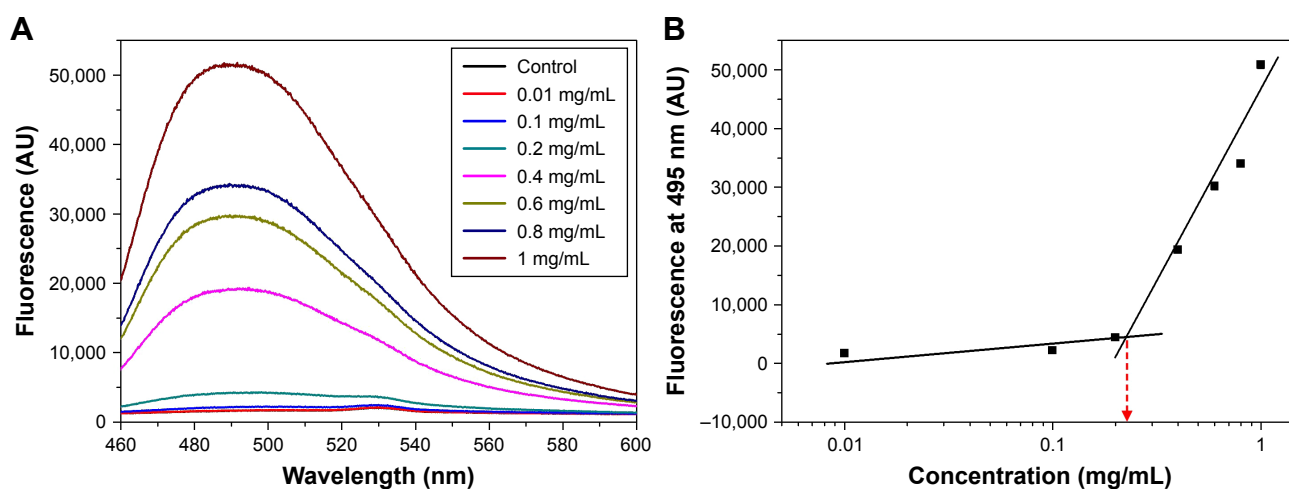 A
Fluorescence (AU)
50,000
40,000
30,000
20,000
10,000
0
460
480
500
520
540
560
580
600
Wavelength (nm)
Control
0.01 mg/mL
0.1 mg/mL
0.2 mg/mL
0.4 mg/mL
0.6 mg/mL
0.8 mg/mL
1 mg/mL
B
Fluorescence at 495 nm (AU)
50,000
40,000
30,000
20,000
10,000
0
–10,000
0.01
0.1
1
Concentration (mg/mL)